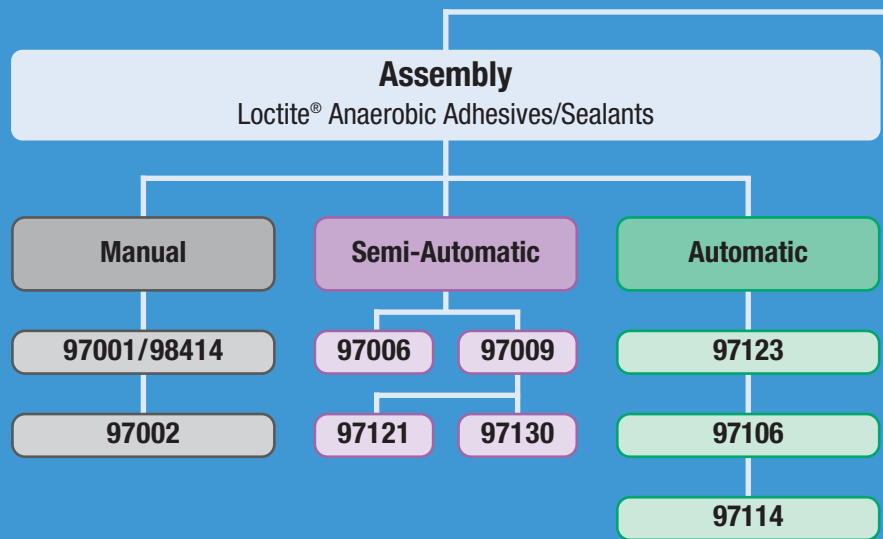 Assembly
Loctite® Anaerobic Adhesives/Sealants
Manual
Semi-Automatic
Automatic
97001/98414
97006
97009
97123
97002
97121
97130
97106
97114